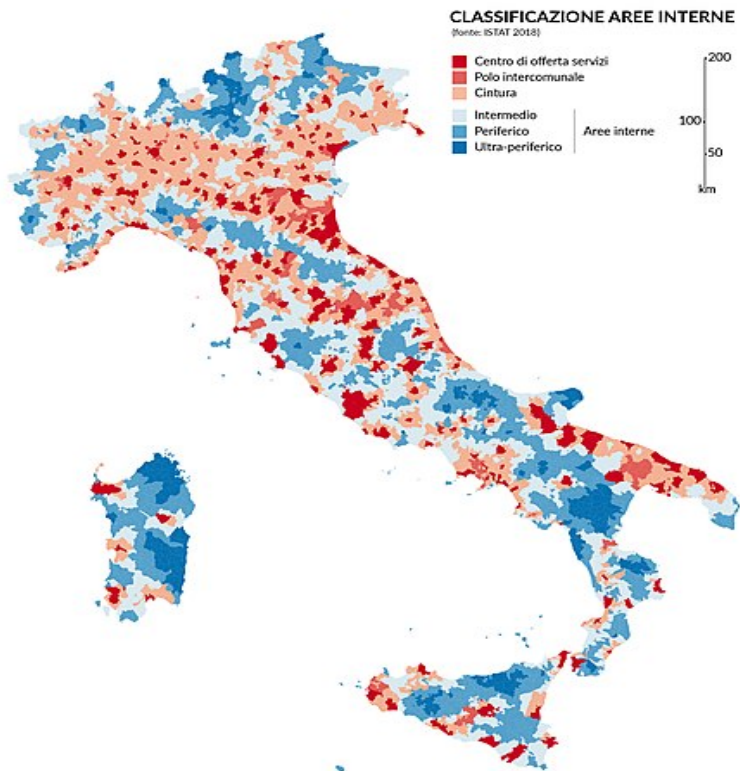 CLASSIFICAZIONE AREE INTERNE
(fonte: ISTAT 2018)
Centro di offerta servizi
Polo intercomunale
Cintura
Intermedio
Periferico
Ultra-periferico
Aree interne
200
100
50
km